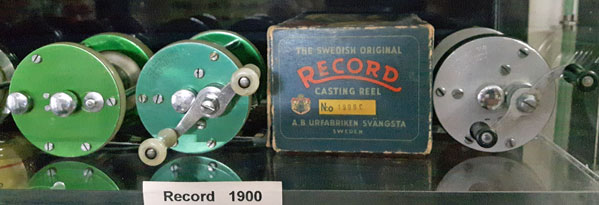 THE SWEDISH ORIGINAL
RECORD
CASTING REEL
No
A.B. URFABRIKEN SVÄNGSTA
SWEDEN
Record 1900